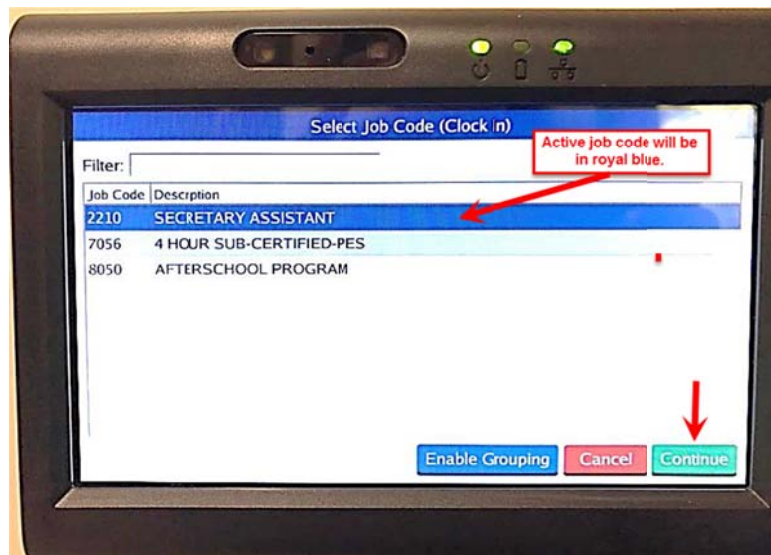 Select Job Code (Clock In)
Active job code will be
in royal blue.
Filter:
Job Code Descrption
2210 SECRETARY ASSISTANT
7056 4 HOUR SUB-CERTIFIED-PES
8050 AFTERSCHOOL PROGRAM
Enable Grouping Cancel Continue